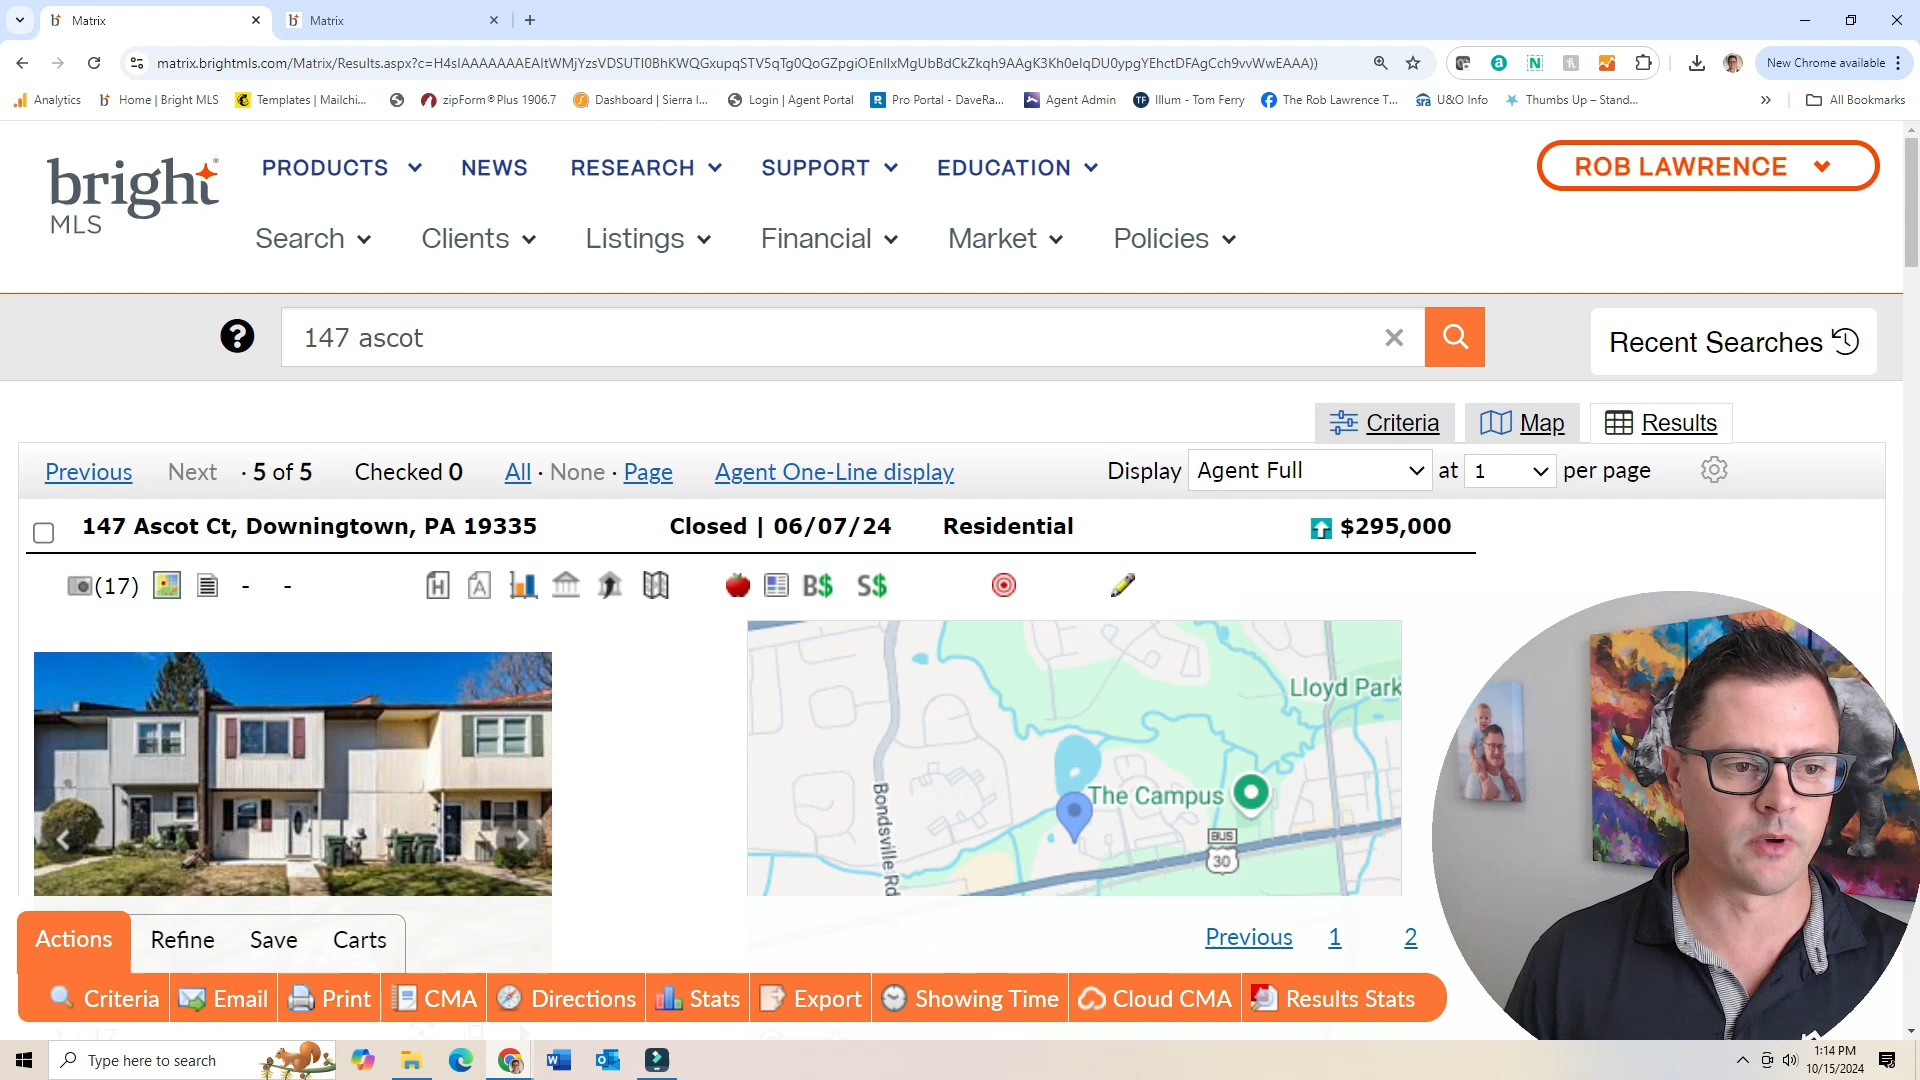 Matrix
Matrix
matrix.brightmls.com/Matrix/Results.aspx?c=H4sIAAAAAAAEAItWMjYzsVDSUTI0BhKWQGxupqSTV5qTg0QoGZpgiOEnIlxMgUbBdCkZkqh9AAgK3Kh0elqDU0ypgYEhctDFAgCch9vvWwEAAA))
New Chrome available
Analytics
Home | Bright MLS
Templates | Mailchi...
zipForm®Plus 1906.7
Dashboard | Sierra I...
Login | Agent Portal
Pro Portal - DaveRa...
Agent Admin
Illum - Tom Ferry
The Rob Lawrence T...
U&O Info
Thumbs Up – Stand...
All Bookmarks
bright
MLS
PRODUCTS NEWS RESEARCH SUPPORT EDUCATION
ROB LAWRENCE
Search Clients Listings Financial Market Policies
147 ascot
Recent Searches
Criteria Map Results
Previous Next · 5 of 5 Checked 0 All · None · Page Agent One-Line display Display Agent Full at 1 per page
147 Ascot Ct, Downingtown, PA 19335 Closed | 06/07/24 Residential $295,000
(17) - - H A B$ S$
Lloyd Park
The Campus
Bondsville Rd
BUS
30
Actions Refine Save Carts
Previous 1 2
Criteria Email Print CMA Directions Stats Export Showing Time Cloud CMA Results Stats
Type here to search
1:14 PM
10/15/2024